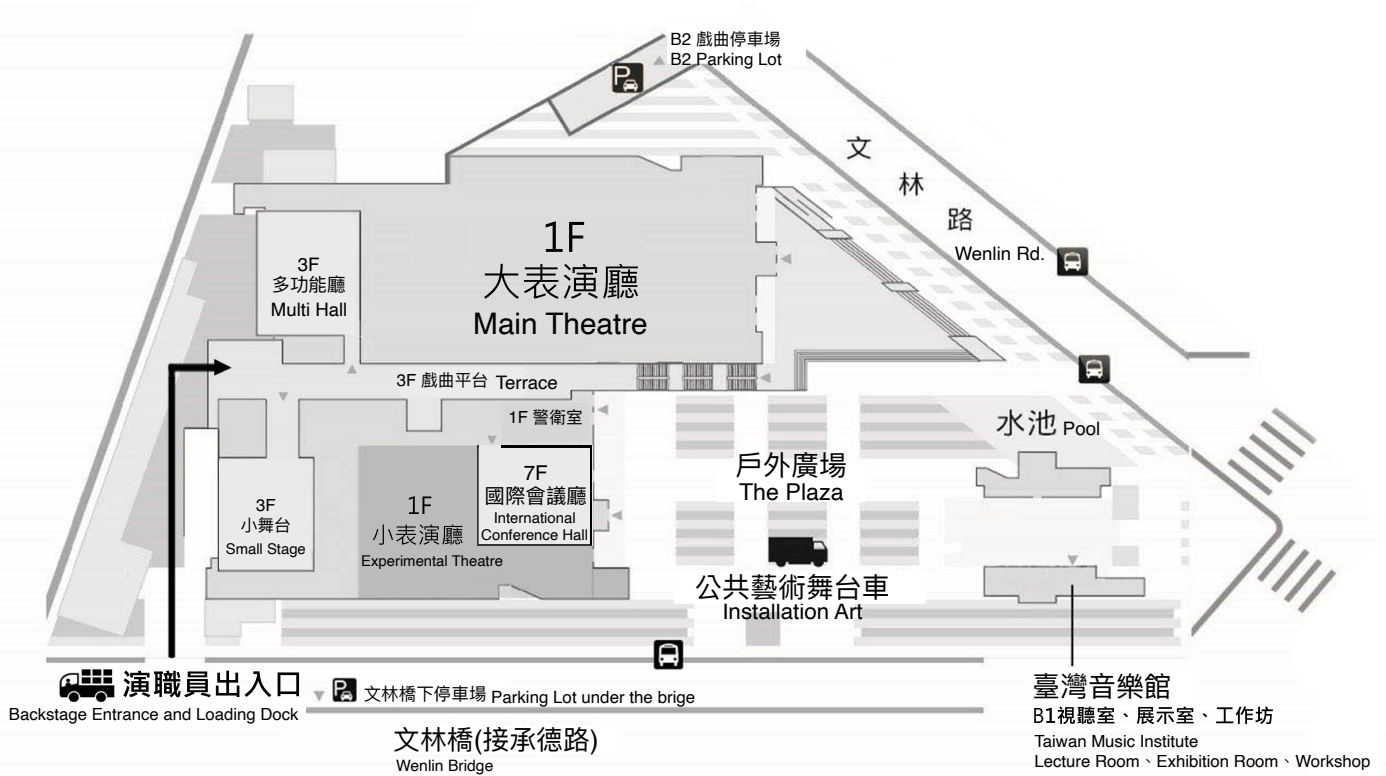 B2 戲曲停車場
B2 Parking Lot
文
林
路
Wenlin Rd.
1F
大表演廳
Main Theatre
3F
多功能廳
Multi Hall
3F 戲曲平台 Terrace
1F 警衛室
水池 Pool
戶外廣場
The Plaza
7F
國際會議廳
International
Conference Hall
1F
小表演廳
Experimental Theatre
3F
小舞台
Small Stage
公共藝術舞台車
Installation Art
演職員出入口
Backstage Entrance and Loading Dock
P 文林橋下停車場 Parking Lot under the brige
文林橋(接承德路)
Wenlin Bridge
臺灣音樂館
B1視聽室、展示室、工作坊
Taiwan Music Institute
Lecture Room、Exhibition Room、Workshop
P